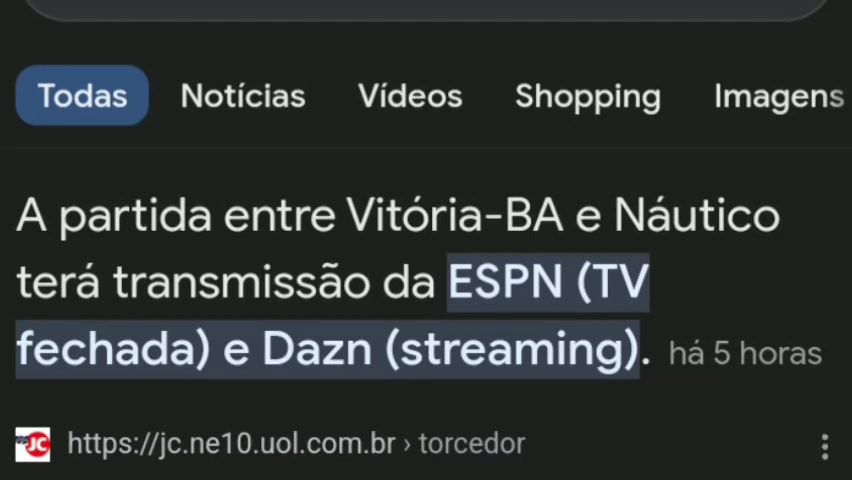 Todas Notícias Vídeos Shopping Imagens
A partida entre Vitória-BA e Náutico
terá transmissão da ESPN (TV
fechada) e Dazn (streaming). há 5 horas
JC https://jc.ne10.uol.com.br › torcedor